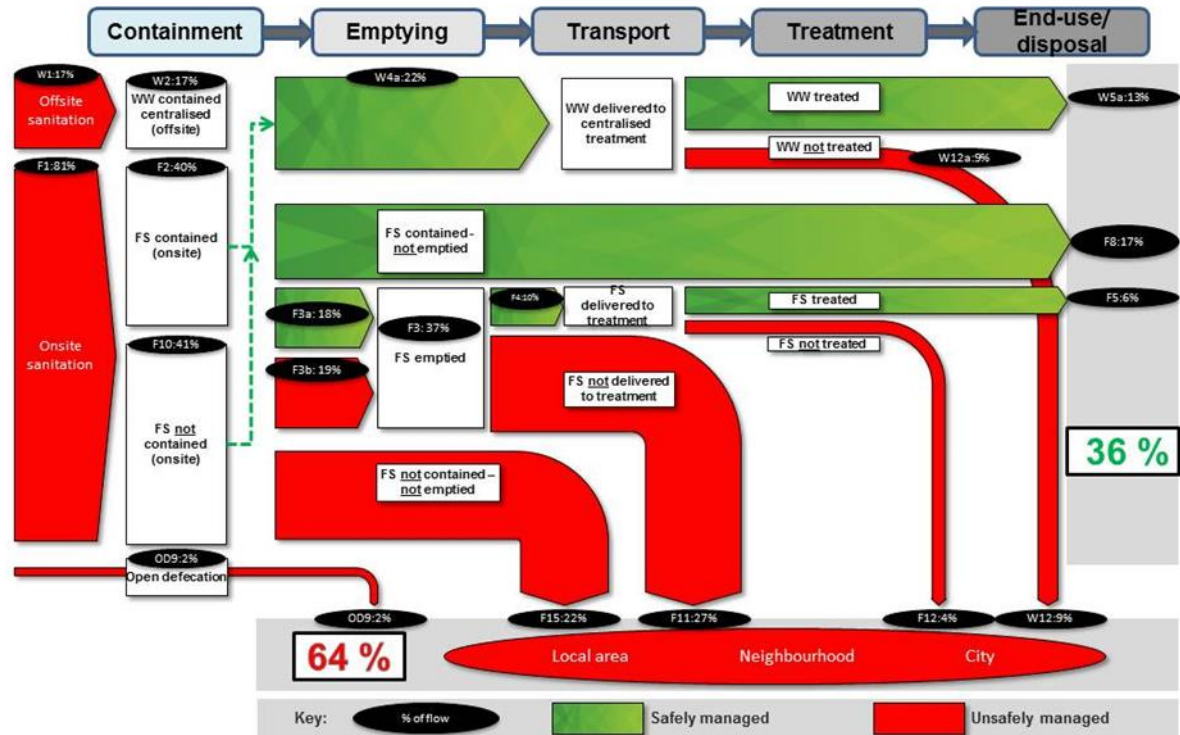 Containment
Emptying
Transport
Treatment
End-use/
disposal
W1:17%
Offsite
sanitation
W2:17%
WW contained
centralised
(offsite)
W4a:22%
WW delivered to
centralised
treatment
WW treated
W5a:13%
WW not treated
W12a:9%
F1:81%
Onsite
sanitation
F2:40%
FS contained
(onsite)
FS contained -
not emptied
F8:17%
F3a: 18%
F3: 37%
FS emptied
F3b: 19%
F4:10%
FS
delivered to
treatment
FS treated
F5:6%
FS not treated
F10:41%
FS not
contained
(onsite)
FS not delivered
to treatment
FS not contained –
not emptied
36 %
OD9:2%
Open defecation
OD9:2%
F15:22%
F11:27%
F12:4%
W12:9%
64 %
Local area
Neighbourhood
City
Key:
% of flow
Safely managed
Unsafely managed